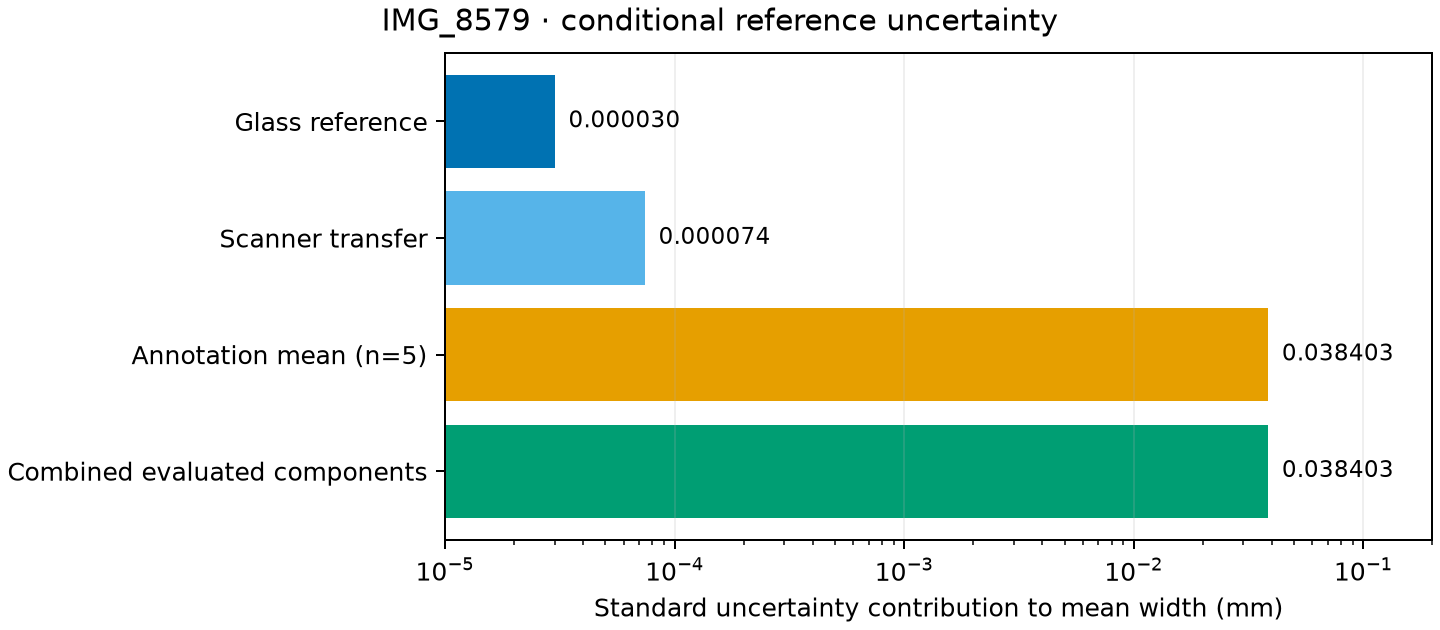 IMG_8579 · conditional reference uncertainty
Glass reference
0.000030
Scanner transfer
0.000074
Annotation mean (n=5)
0.038403
Combined evaluated components
0.038403
10⁻⁵ 10⁻⁴ 10⁻³ 10⁻² 10⁻¹
Standard uncertainty contribution to mean width (mm)